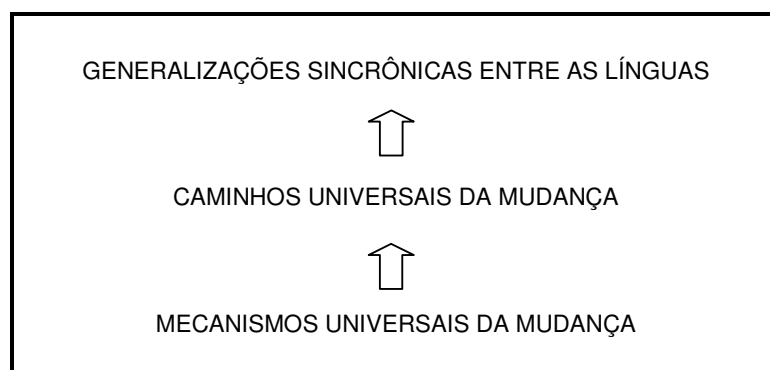 GENERALIZAÇÕES SINCRÔNICAS ENTRE AS LÍNGUAS
CAMINHOS UNIVERSAIS DA MUDANÇA
MECANISMOS UNIVERSAIS DA MUDANÇA